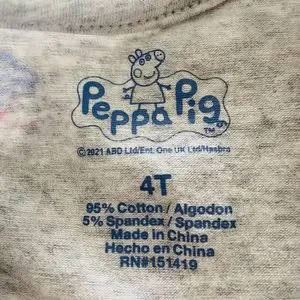 Peppa Pig
TM
©2021 ABD Ltd/Ent. One UK Ltd/Hasbro
4T
95% Cotton / Algodon
5% Spandex / Spandex
Made in China
Hecho en China
RN#151419